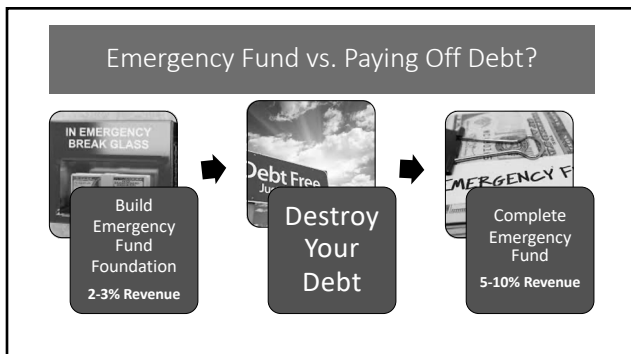 Emergency Fund vs. Paying Off Debt?
IN EMERGENCY
BREAK GLASS
Build
Emergency
Fund
Foundation
2-3% Revenue
Debt Free
Destroy
Your
Debt
EMERGENCY F
Complete
Emergency
Fund
5-10% Revenue